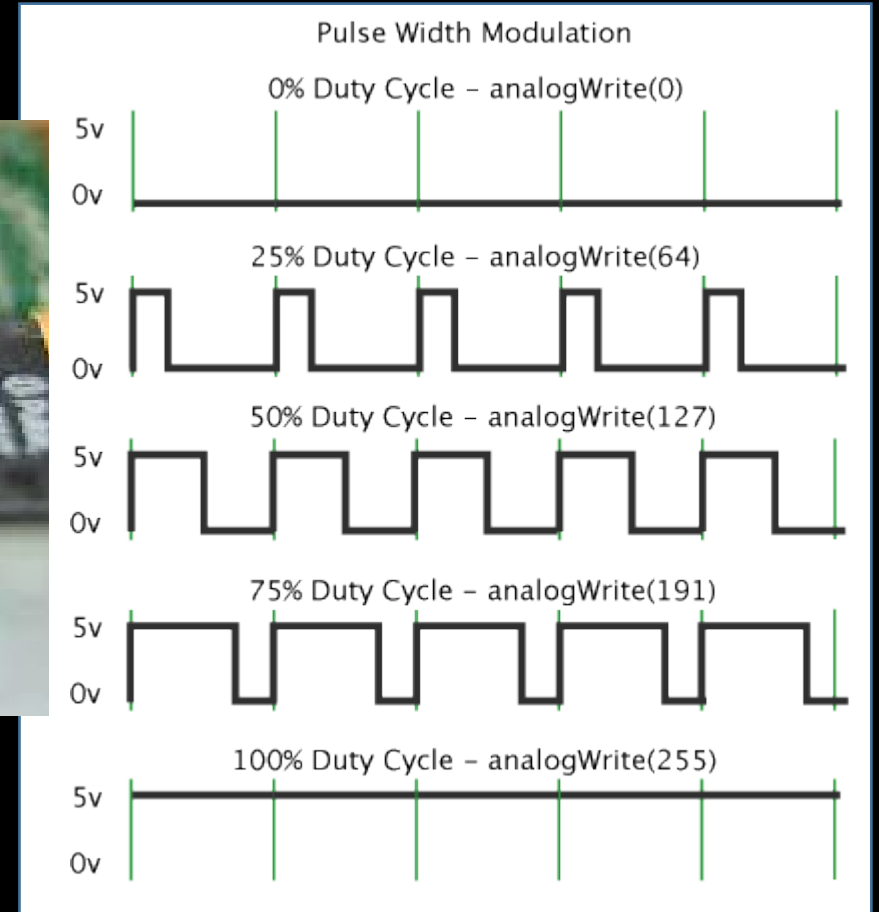 Pulse Width Modulation
0% Duty Cycle – analogWrite(0)
5v
0v
25% Duty Cycle – analogWrite(64)
5v
0v
50% Duty Cycle – analogWrite(127)
5v
0v
75% Duty Cycle – analogWrite(191)
5v
0v
100% Duty Cycle – analogWrite(255)
5v
0v